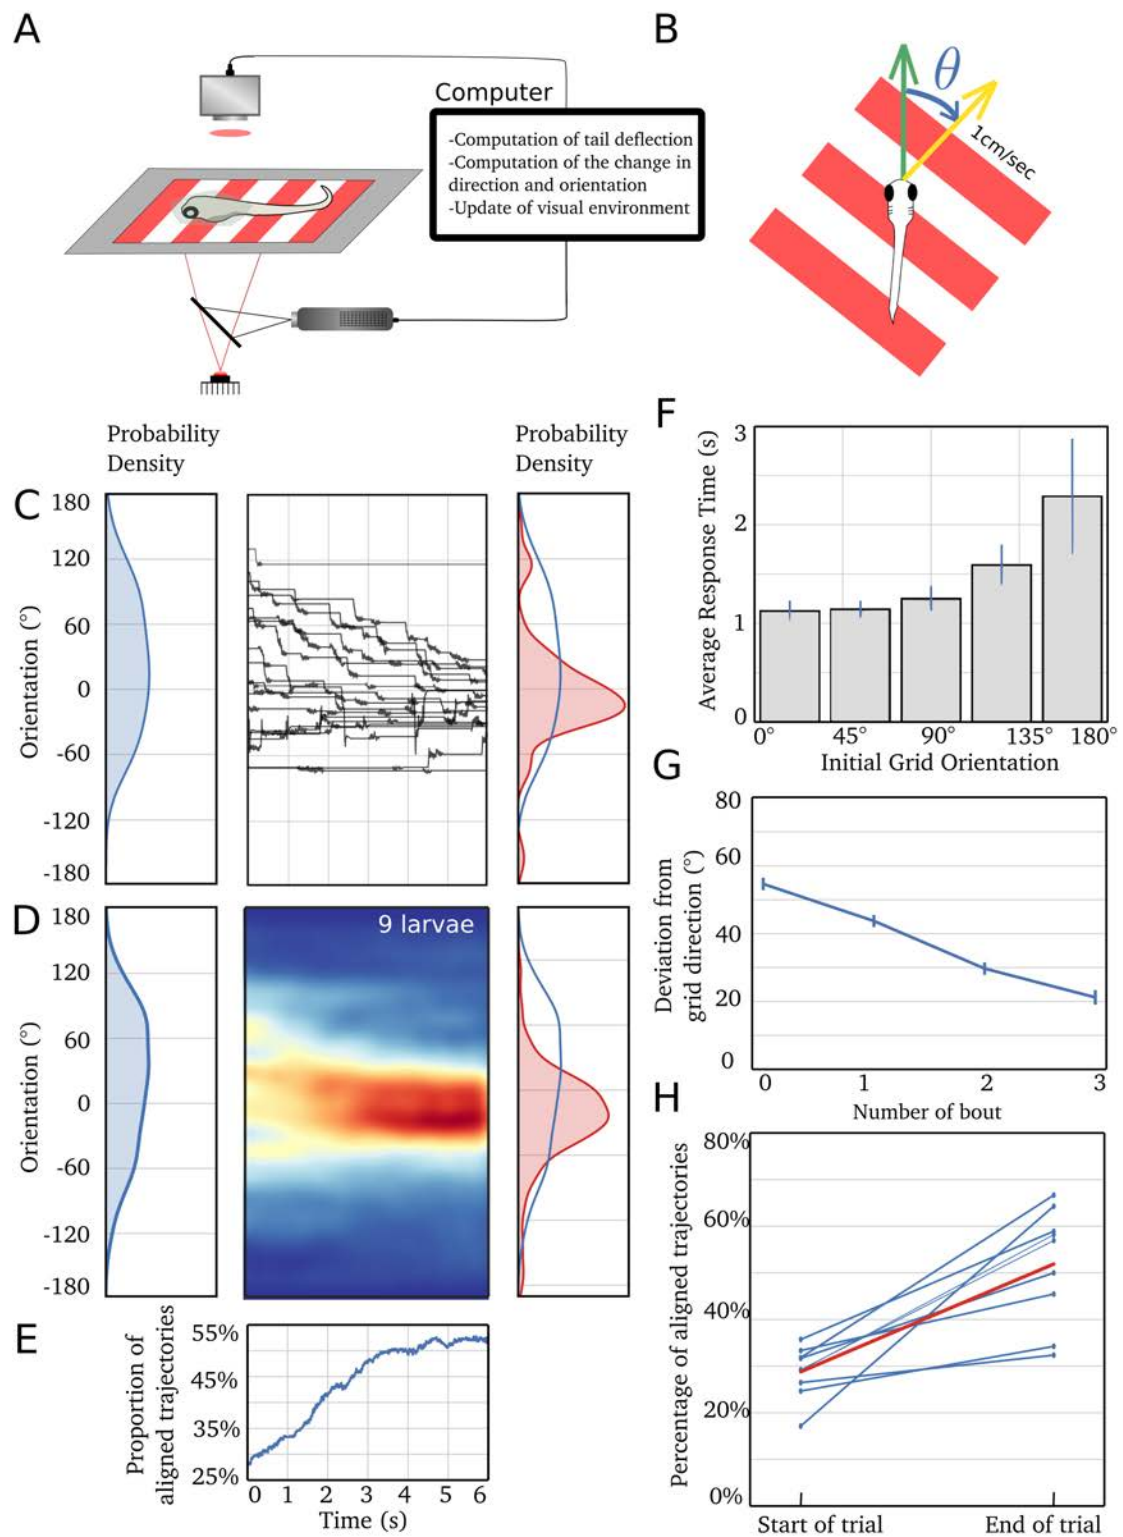 A
Computer
-Computation of tail deflection
-Computation of the change in
direction and orientation
-Update of visual environment
B
θ
1cm/sec
Probability
Density
Probability
Density
C
Orientation (°)
180
120
60
0
-60
-120
-180
D
Orientation (°)
180
120
60
0
-60
-120
-180
9 larvae
E
Proportion of
aligned trajectories
55%
45%
35%
25%
0 1 2 3 4 5 6
Time (s)
F
Average Response Time (s)
3
2
1
0
0° 45° 90° 135° 180°
Initial Grid Orientation
G
Deviation from
grid direction (°)
80
60
40
20
0
0 1 2 3
Number of bout
H
Percentage of aligned trajectories
80%
60%
40%
20%
0%
Start of trial End of trial